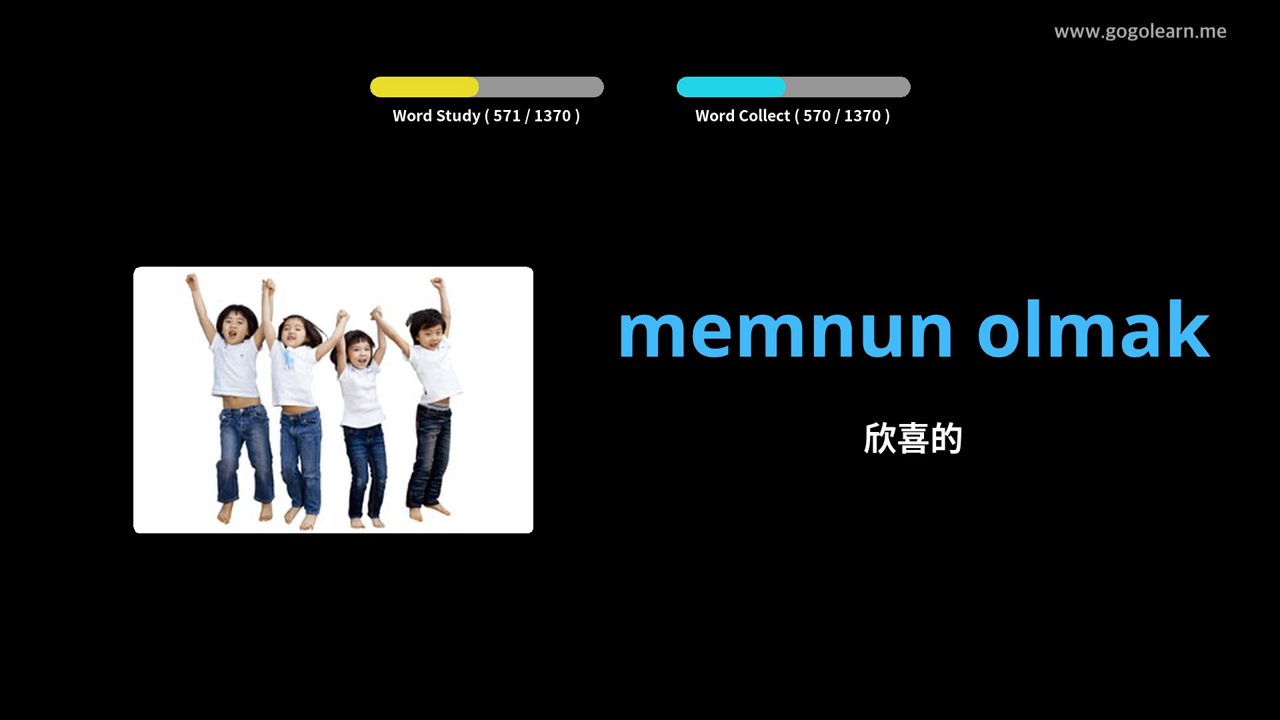 www.gogolearn.me
Word Study ( 571 / 1370 )
Word Collect ( 570 / 1370 )
memnun olmak
欣喜的